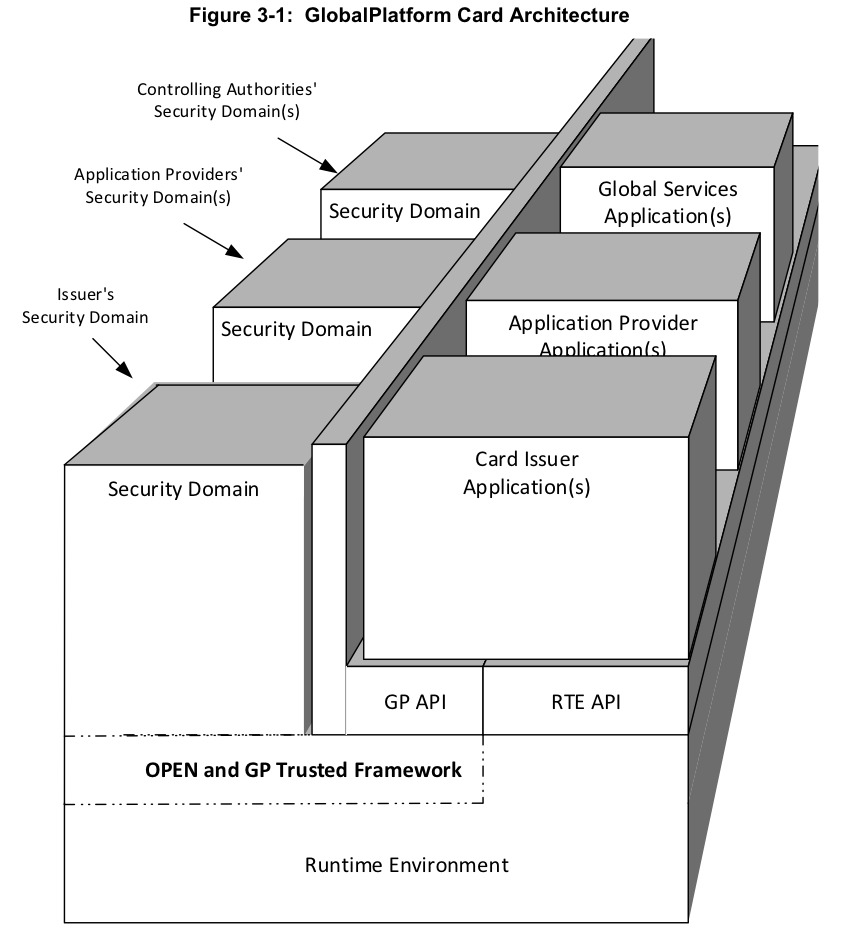 Figure 3-1: GlobalPlatform Card Architecture
Controlling Authorities'
Security Domain(s)
Application Providers'
Security Domain(s)
Issuer's
Security Domain
Security Domain
Security Domain
Security Domain
Global Services
Application(s)
Application Provider
Application(s)
Card Issuer
Application(s)
GP API
RTE API
OPEN and GP Trusted Framework
Runtime Environment